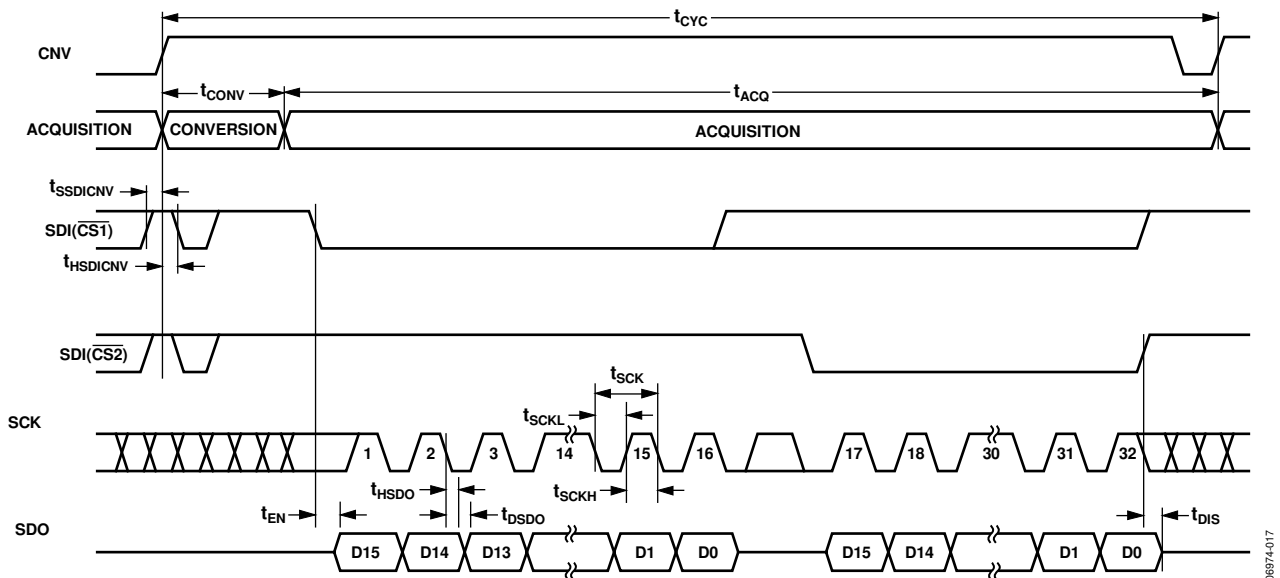 tCYC
CNV
tCONV
tACQ
ACQUISITION CONVERSION ACQUISITION
tSSDICNV
SDI(CS1)
tHSDICNV
SDI(CS2)
tSCK
tSCKL
SCK
1 2 3 14 15 16 17 18 30 31 32
tHSDO
tSCKH
tEN
tDSDO
tDIS
SDO
D15 D14 D13 D1 D0 D15 D14 D1 D0
06974-017